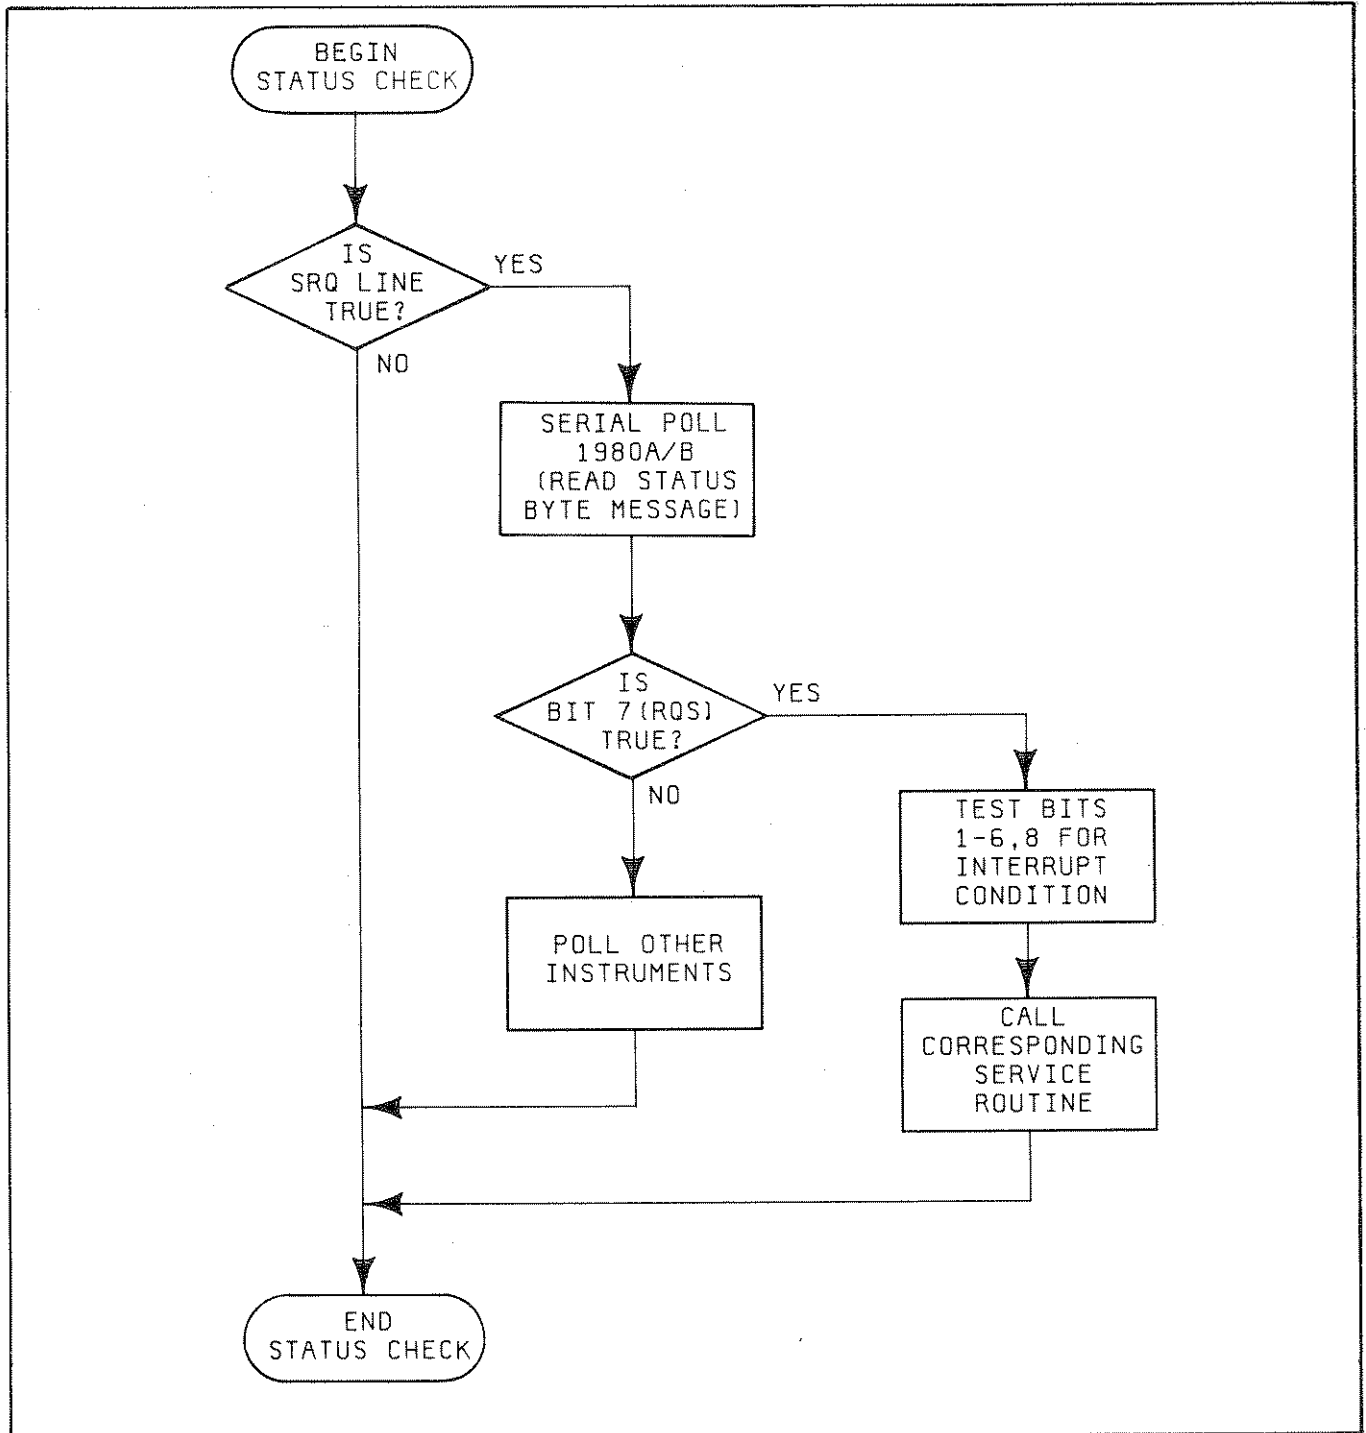 BEGIN
STATUS CHECK
IS
SRQ LINE
TRUE?
YES
NO
SERIAL POLL
1980A/B
(READ STATUS
BYTE MESSAGE)
IS
BIT 7(RQS)
TRUE?
YES
NO
TEST BITS
1-6,8 FOR
INTERRUPT
CONDITION
POLL OTHER
INSTRUMENTS
CALL
CORRESPONDING
SERVICE
ROUTINE
END
STATUS CHECK